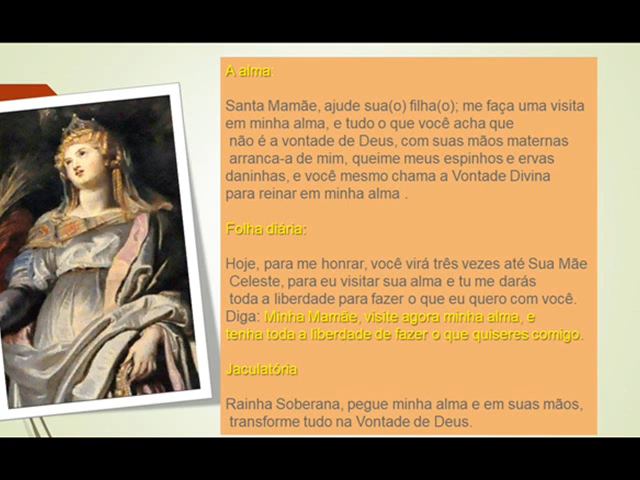 A alma
Santa Mamãe, ajude sua(o) filha(o); me faça uma visita
em minha alma, e tudo o que você acha que
não é a vontade de Deus, com suas mãos maternas
arranca-a de mim, queime meus espinhos e ervas
daninhas, e você mesmo chama a Vontade Divina
para reinar em minha alma .
Folha diária:
Hoje, para me honrar, você virá três vezes até Sua Mãe
Celeste, para eu visitar sua alma e tu me darás
toda a liberdade para fazer o que eu quero com você.
Diga: Minha Mamãe, visite agora minha alma, e
tenha toda a liberdade de fazer o que quiseres comigo.
Jaculatória
Rainha Soberana, pegue minha alma e em suas mãos,
transforme tudo na Vontade de Deus.